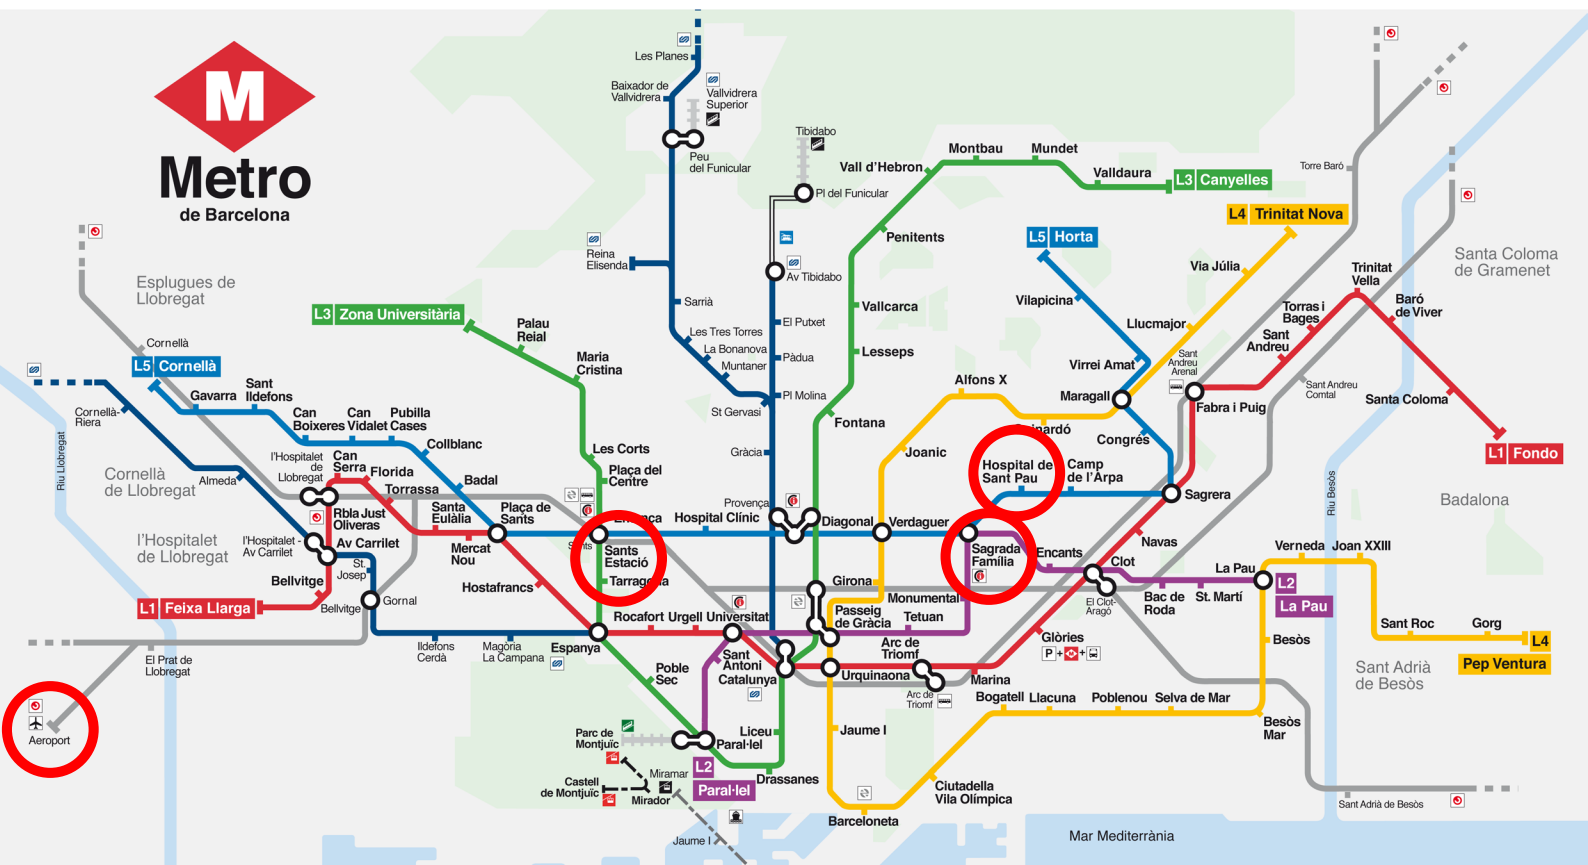 M
Metro
de Barcelona
Les Planes
Baixador de
Vallvidrera
Vallvidrera
Superior
Peu
del Funicular
Tibidabo
Pl del Funicular
Av Tibidabo
Reina
Elisenda
Sarrià
Les Tres Torres
La Bonanova
Muntaner
St Gervasi
El Putxet
Pàdua
Pl Molina
Gràcia
Provença
Vall d'Hebron
Montbau
Mundet
Valldaura
L3 Canyelles
L4 Trinitat Nova
L5 Horta
Penitents
Vallcarca
Lesseps
Fontana
Via Júlia
Vilapicina
Llucmajor
Virrei Amat
Maragall
Congrés
Alfons X
Joanic
Torre Baró
Santa Coloma
de Gramenet
Trinitat
Vella
Baró
de Viver
Torras i
Bages
Sant
Andreu
Sant
Andreu
Arenal
Fabra i Puig
Sant Andreu
Comtal
Santa Coloma
L1 Fondo
Badalona
Riu Besòs
Esplugues de
Llobregat
L3 Zona Universitària
Palau
Reial
Maria
Cristina
Les Corts
Plaça del
Centre
Cornellà
L5 Cornellà
Gavarra
Sant
Ildefons
Can
Boixeres
Can
Vidalet
Pubilla
Cases
Collblanc
Badal
Cornellà-
Riera
Riu Llobregat
Cornellà
de Llobregat
Almeda
l'Hospitalet
de
Llobregat
Can
Serra
Florida
Torrassa
Santa
Eulàlia
Mercat
Nou
Plaça de
Sants
Rbla Just
Oliveras
l'Hospitalet
de Llobregat
l'Hospitalet -
Av Carrilet
Av Carrilet
St.
Josep
Bellvitge
Bellvitge
L1 Feixa Llarga
Gornal
Hostafrancs
Sants
Estació
Hospital Clínic
Diagonal
Verdaguer
Hospital de
Sant Pau
Camp
de l'Arpa
Sagrera
Sagrada
Família
Encants
Navas
Clot
El Clot-
Aragó
Bac de
Roda
St. Martí
La Pau
L2
La Pau
Verneda
Joan XXIII
Sant Roc
Gorg
L4
Pep Ventura
Sant Adrià
de Besòs
Besòs
Besòs
Mar
Girona
Monumental
Passeig
de Gràcia
Tetuan
Arc de
Triomf
Glòries
P + M +
Marina
Arc de
Triomf
Urquinaona
Rocafort
Urgell
Universitat
Sant
Antoni
Catalunya
Espanya
Ildefons
Cerdà
Magòria
La Campana
El Prat de
Llobregat
Aeroport
Poble
Sec
Parc de
Montjuïc
Paral·lel
L2
Paral·lel
Liceu
Drassanes
Miramar
Castell
de Montjuïc
Mirador
Jaume I
Jaume I
Barceloneta
Ciutadella
Vila Olímpica
Bogatell
Llacuna
Poblenou
Selva de Mar
Sant Adrià de Besòs
Mar Mediterrània